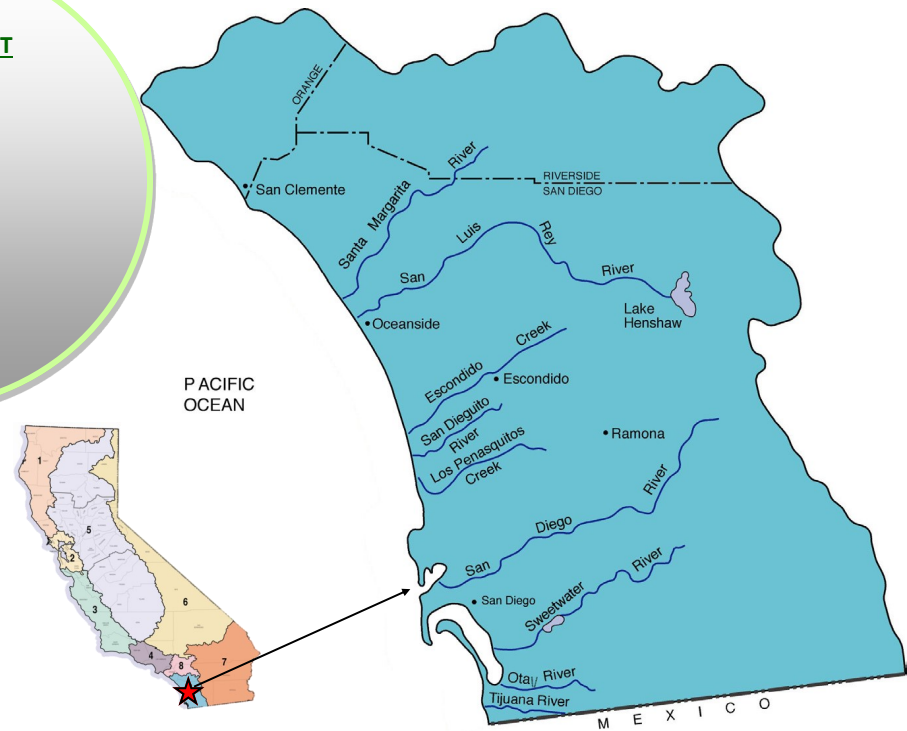 T
ORANGE
San Clemente
Santa Margarita River
RIVERSIDE
SAN DIEGO
San Luis Rey River
Lake
Henshaw
Oceanside
Escondido Creek
Escondido
San Dieguito
River
Los Penasquitos
Creek
Ramona
PACIFIC
OCEAN
San Diego River
San Diego
Sweetwater River
Otay River
Tijuana River
MEXICO
1
2
3
4
5
6
7
8